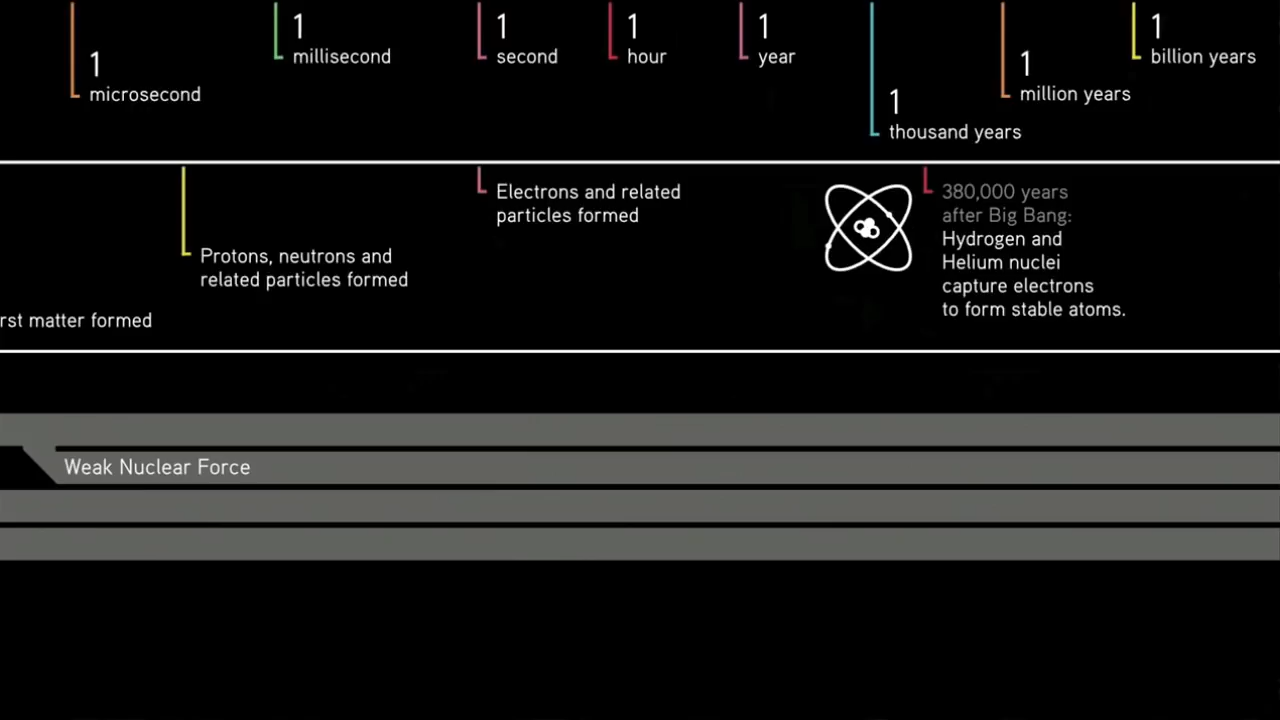 1
microsecond
1
millisecond
1
second
1
hour
1
year
1
thousand years
1
million years
1
billion years
Protons, neutrons and
related particles formed
Electrons and related
particles formed
380,000 years
after Big Bang:
Hydrogen and
Helium nuclei
capture electrons
to form stable atoms.
rst matter formed
Weak Nuclear Force